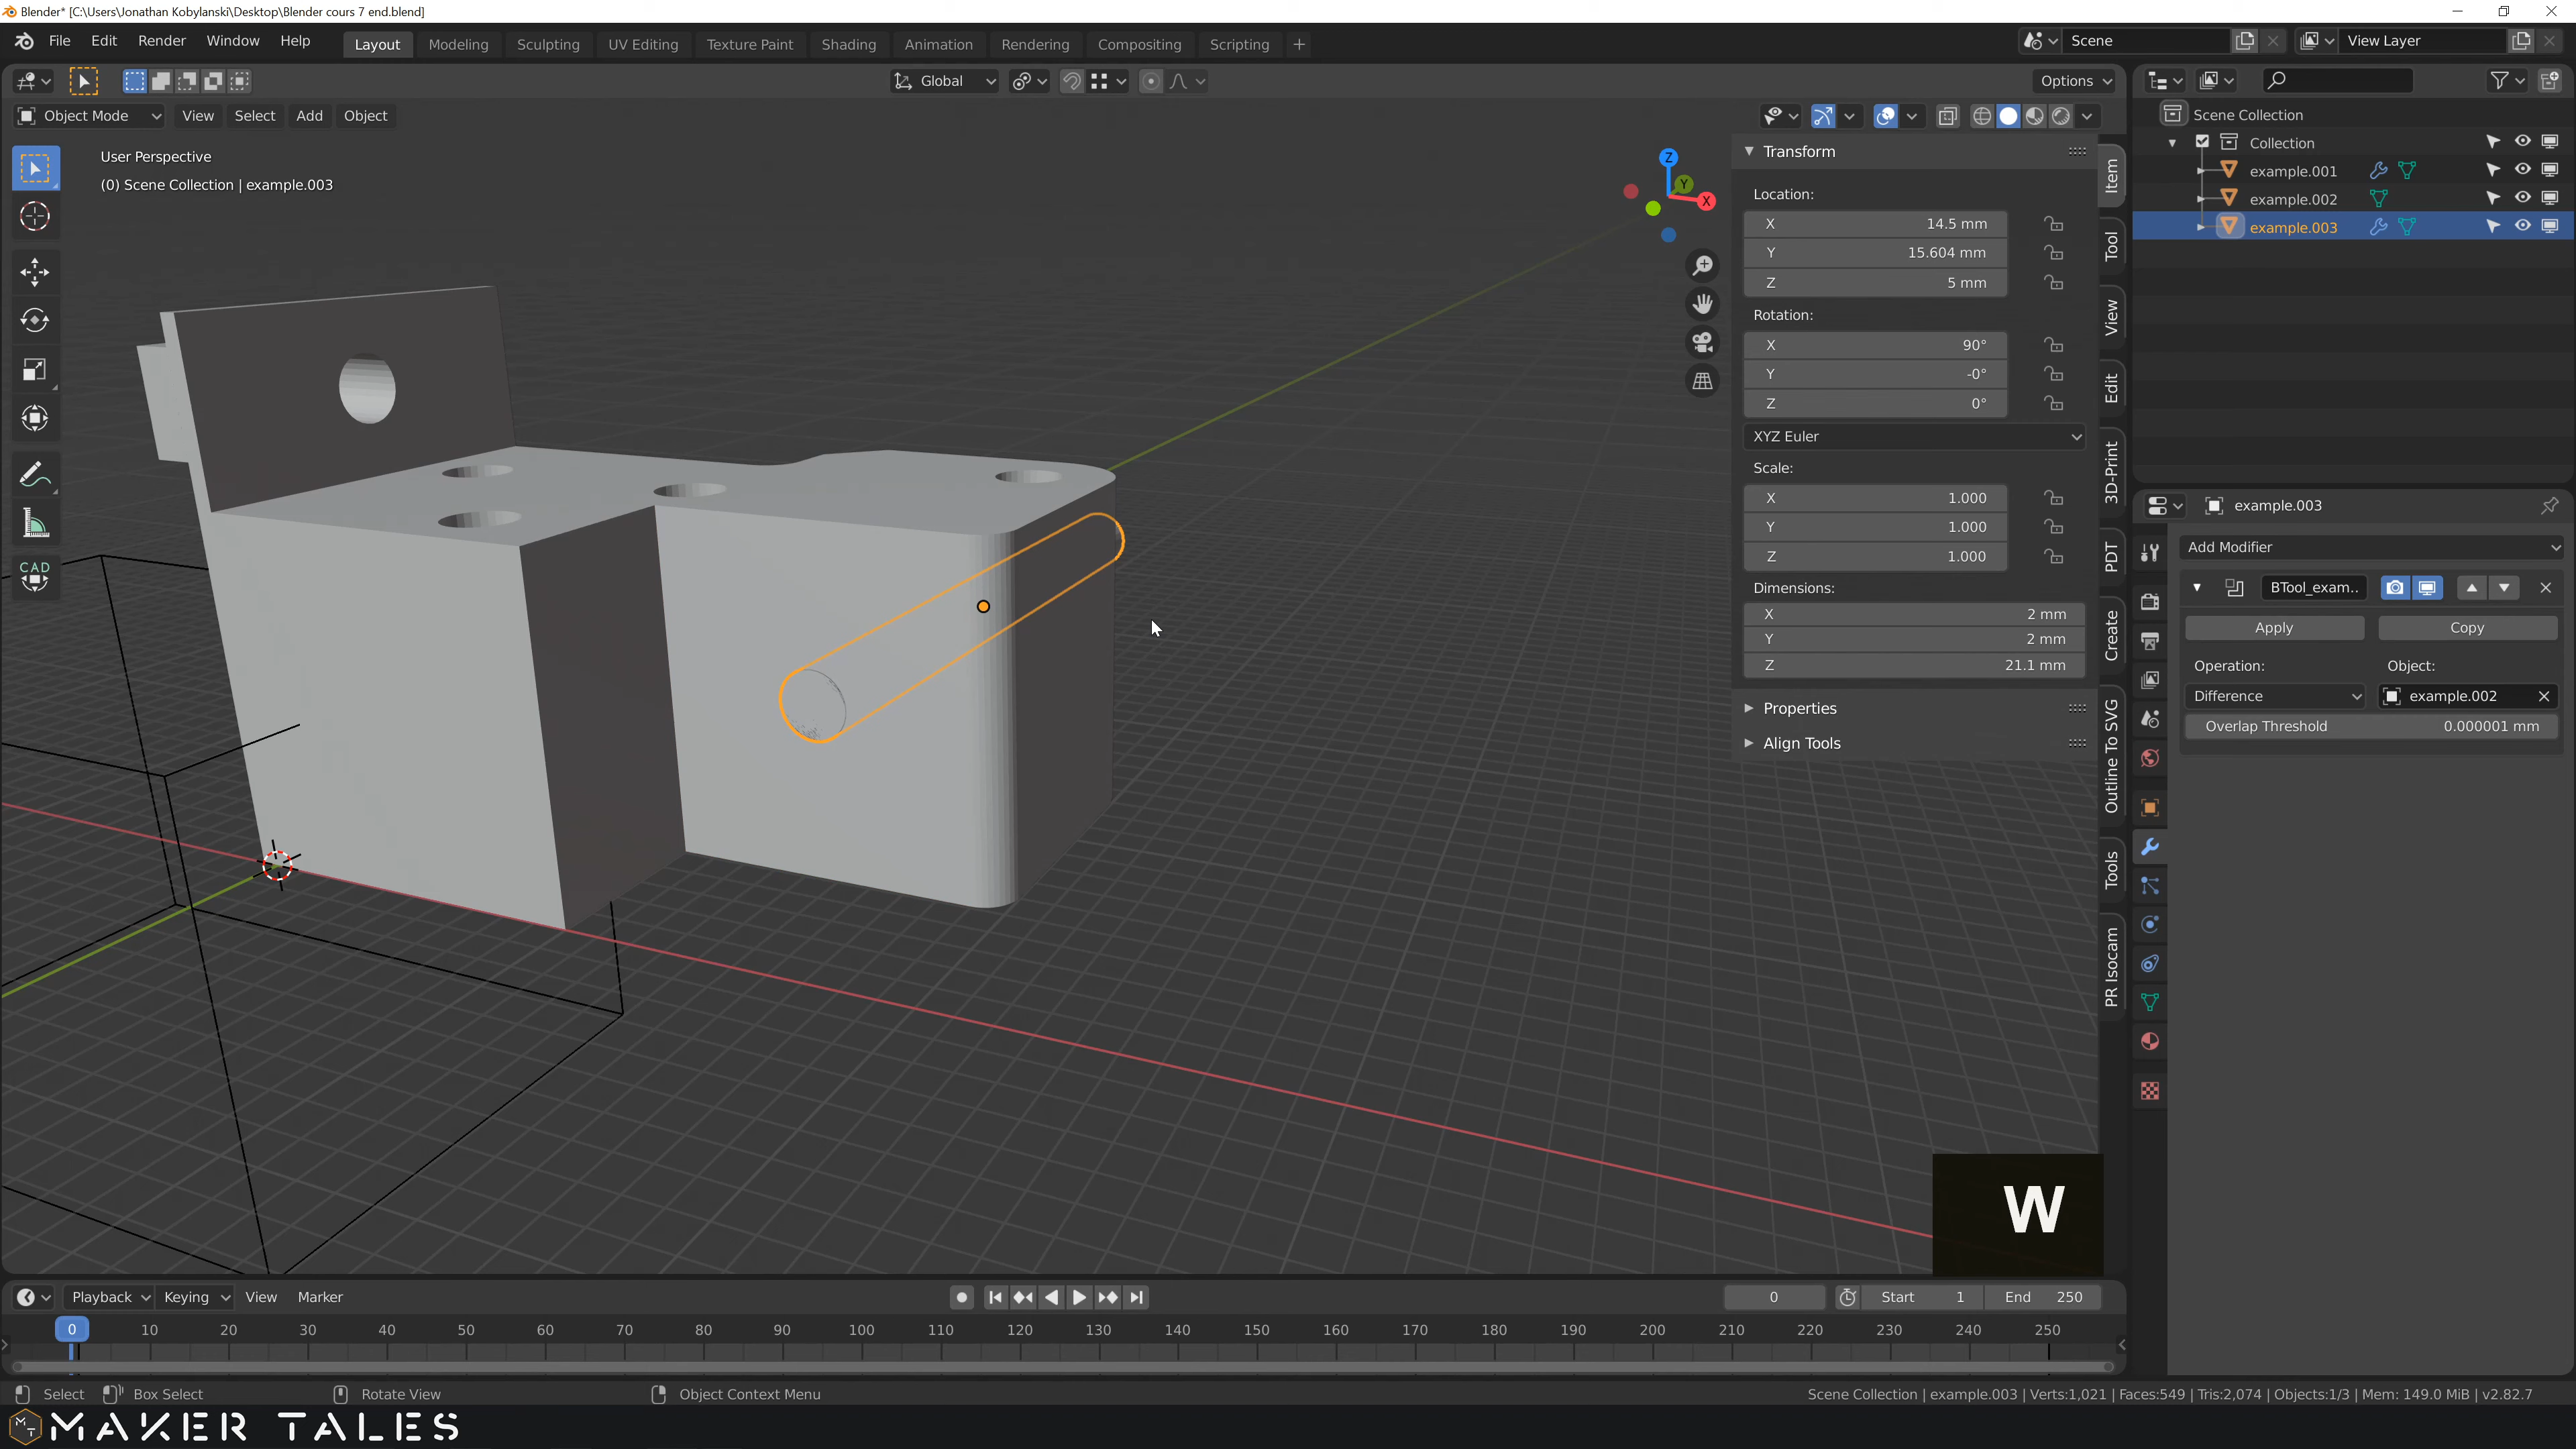 Blender* [C:\Users\Jonathan Kobylanski\Desktop\Blender cours 7 end.blend]
File Edit Render Window Help
Layout Modeling Sculpting UV Editing Texture Paint Shading Animation Rendering Compositing Scripting +
Scene
View Layer
Global
Options
Object Mode View Select Add Object
User Perspective
(0) Scene Collection | example.003
CAD
Z
Y
X
Transform
Location:
X 14.5 mm
Y 15.604 mm
Z 5 mm
Rotation:
X 90°
Y -0°
Z 0°
XYZ Euler
Scale:
X 1.000
Y 1.000
Z 1.000
Dimensions:
X 2 mm
Y 2 mm
Z 21.1 mm
Properties
Align Tools
Item
Tool
View
Edit
3D-Print
PDT
Create
Outline To SVG
Tools
PR Isocam
Scene Collection
Collection
example.001
example.002
example.003
example.003
Add Modifier
BTool_exam..
Apply Copy
Operation: Object:
Difference example.002
Overlap Threshold 0.000001 mm
W
Playback Keying View Marker
0 Start 1 End 250
0 10 20 30 40 50 60 70 80 90 100 110 120 130 140 150 160 170 180 190 200 210 220 230 240 250
Select Box Select Rotate View Object Context Menu
Scene Collection | example.003 | Verts:1,021 | Faces:549 | Tris:2,074 | Objects:1/3 | Mem: 149.0 MiB | v2.82.7
MT MAKER TALES